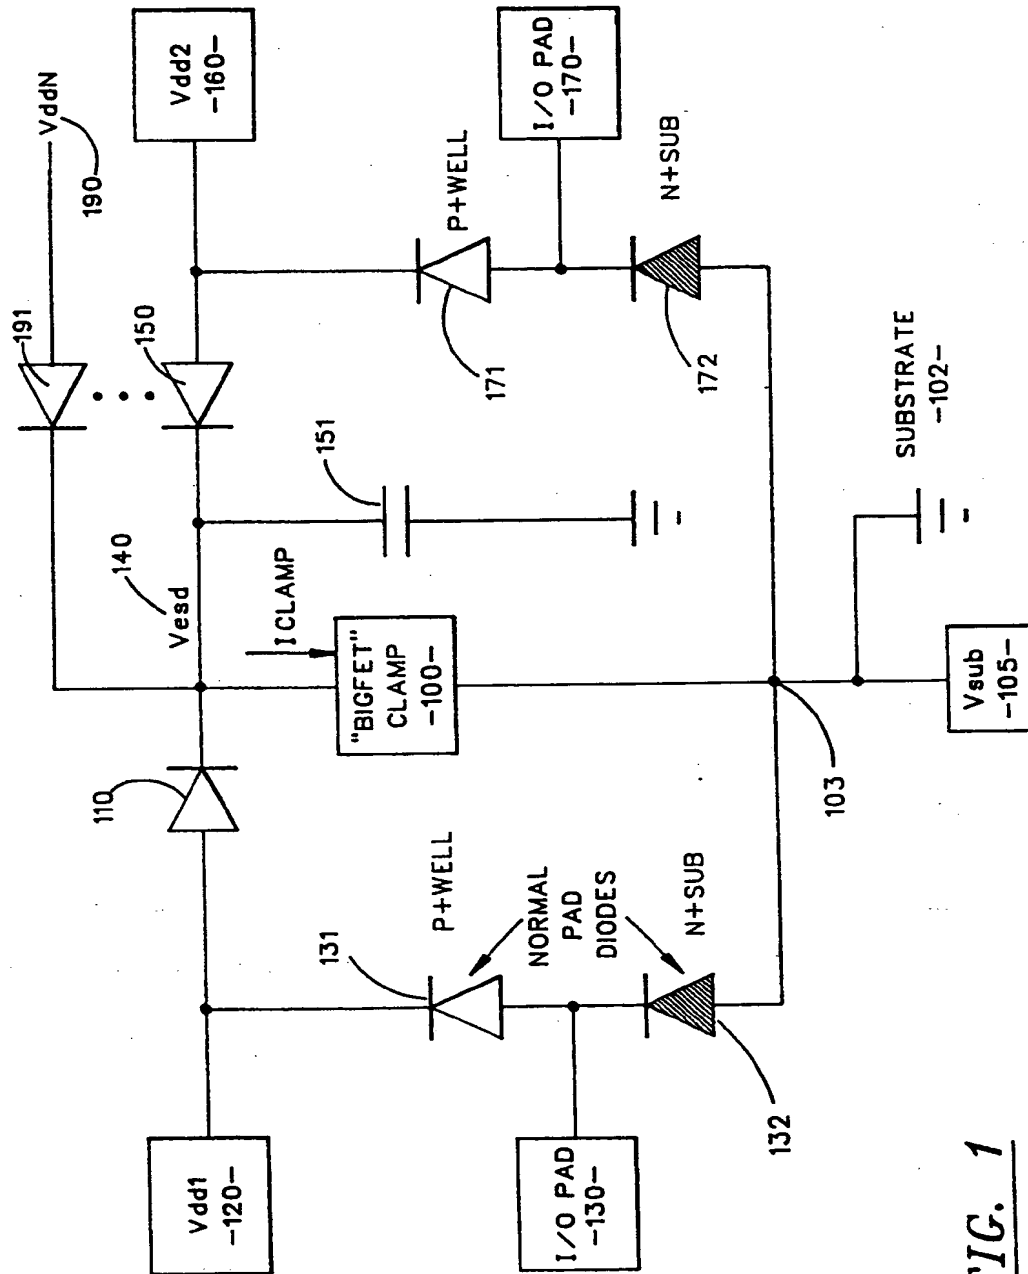 VddN
190
Vdd2
-160-
191
150
I/O PAD
-170-
P+WELL
N+SUB
171
172
151
140
Vesd
ICLAMP
"BIGFET"
CLAMP
-100-
SUBSTRATE
-102-
Vsub
-105-
103
110
131
P+WELL
NORMAL
PAD
DIODES
N+SUB
132
Vdd1
-120-
I/O PAD
-130-
FIG. 1